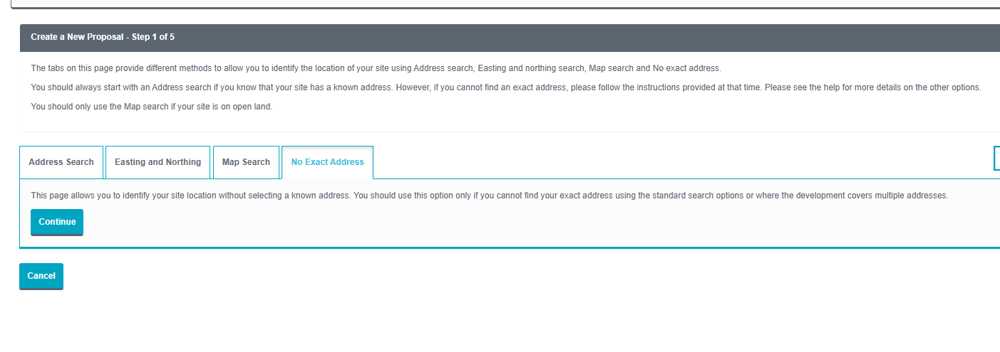 Create a New Proposal - Step 1 of 5
The tabs on this page provide different methods to allow you to identify the location of your site using Address search, Easting and northing search, Map search and No exact address.
You should always start with an Address search if you know that your site has a known address. However, if you cannot find an exact address, please follow the instructions provided at that time. Please see the help for more details on the other options.
You should only use the Map search if your site is on open land.
Address Search Easting and Northing Map Search No Exact Address
This page allows you to identify your site location without selecting a known address. You should use this option only if you cannot find your exact address using the standard search options or where the development covers multiple addresses.
Continue
Cancel